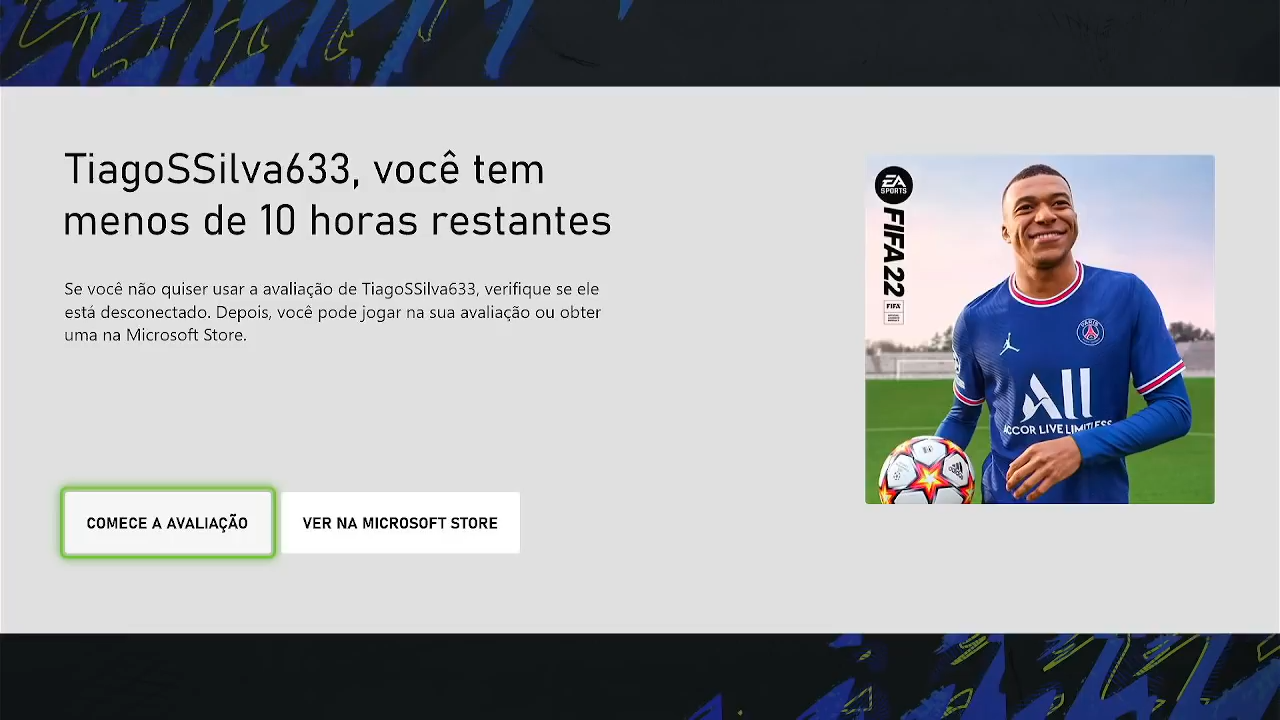 TiagoSSilva633, você tem
menos de 10 horas restantes
Se você não quiser usar a avaliação de TiagoSSilva633, verifique se ele
está desconectado. Depois, você pode jogar na sua avaliação ou obter
uma na Microsoft Store.
COMECE A AVALIAÇÃO
VER NA MICROSOFT STORE
EA
SPORTS
FIFA 22
FIFA
PARIS
ALL
ACCOR LIVE LIMITLESS